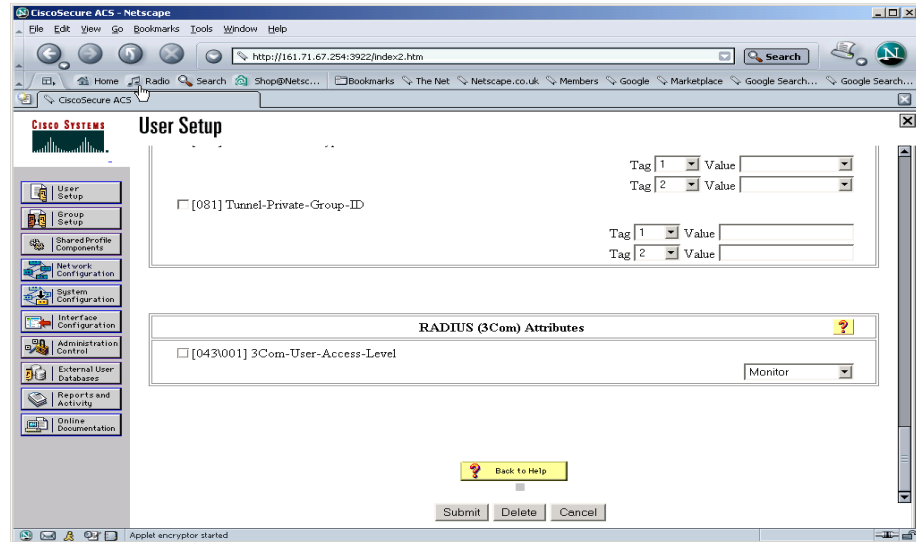 CiscoSecure ACS - Netscape
File Edit View Go Bookmarks Tools Window Help
http://161.71.67.254:3922/index2.htm
Search
N
Home Radio Search Shop@Netsc... Bookmarks The Net Netscape.co.uk Members Google Marketplace Google Search... Google Search...
CiscoSecure ACS
CISCO SYSTEMS
User Setup
Tag 1 Value
Tag 2 Value
[081] Tunnel-Private-Group-ID
Tag 1 Value
Tag 2 Value
User Setup
Group Setup
Shared Profile Components
Network Configuration
System Configuration
Interface Configuration
Administration Control
External User Databases
Reports and Activity
Online Documentation
RADIUS (3Com) Attributes ?
[043\001] 3Com-User-Access-Level
Monitor
? Back to Help
Submit Delete Cancel
Applet encryptor started